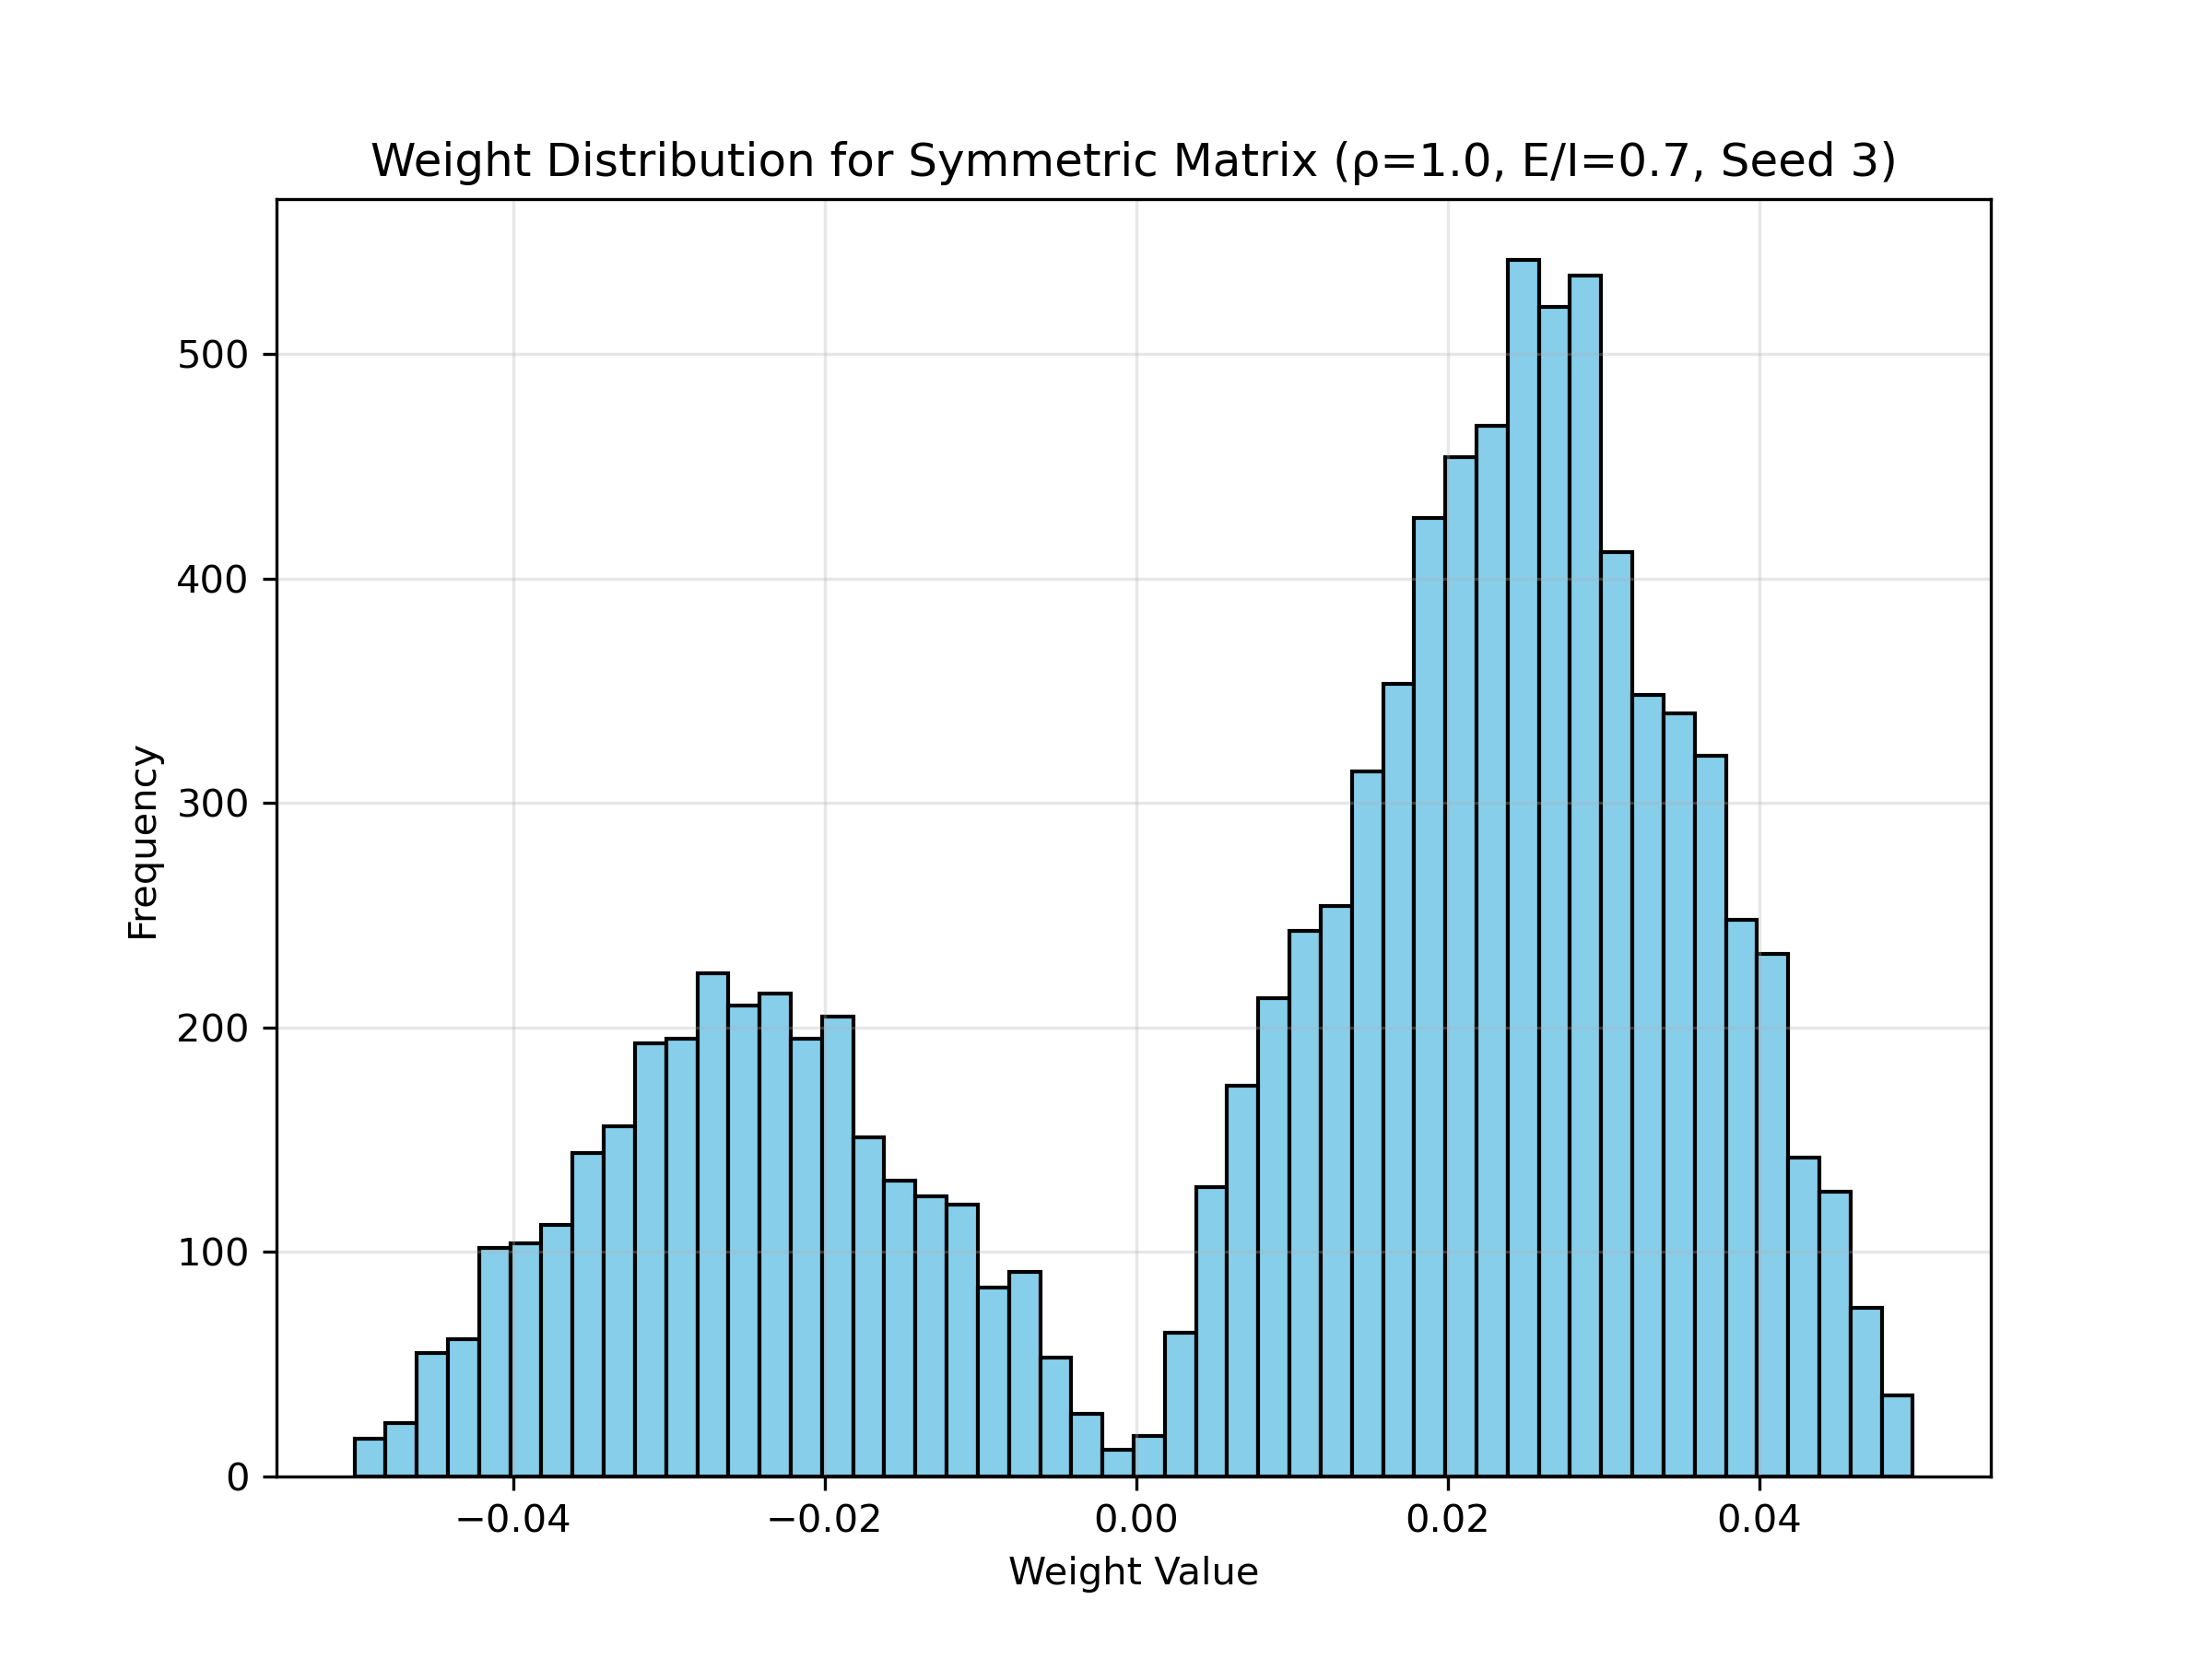 Weight Distribution for Symmetric Matrix (ρ=1.0, E/I=0.7, Seed 3)
Frequency
500
400
300
200
100
0
−0.04 −0.02 0.00 0.02 0.04
Weight Value